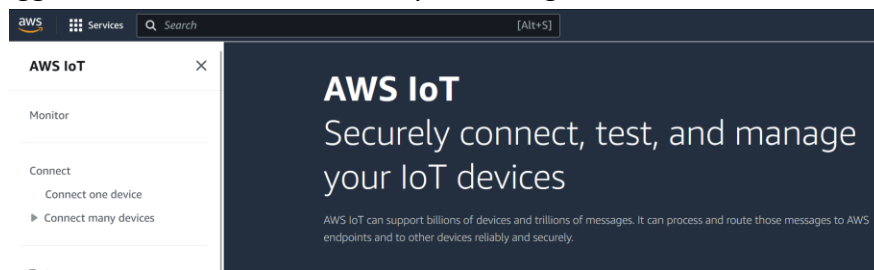 aws Services Search [Alt+S]
AWS IoT
Monitor
Connect
Connect one device
Connect many devices
AWS IoT
Securely connect, test, and manage
your IoT devices
AWS IoT can support billions of devices and trillions of messages. It can process and route those messages to AWS
endpoints and to other devices reliably and securely.